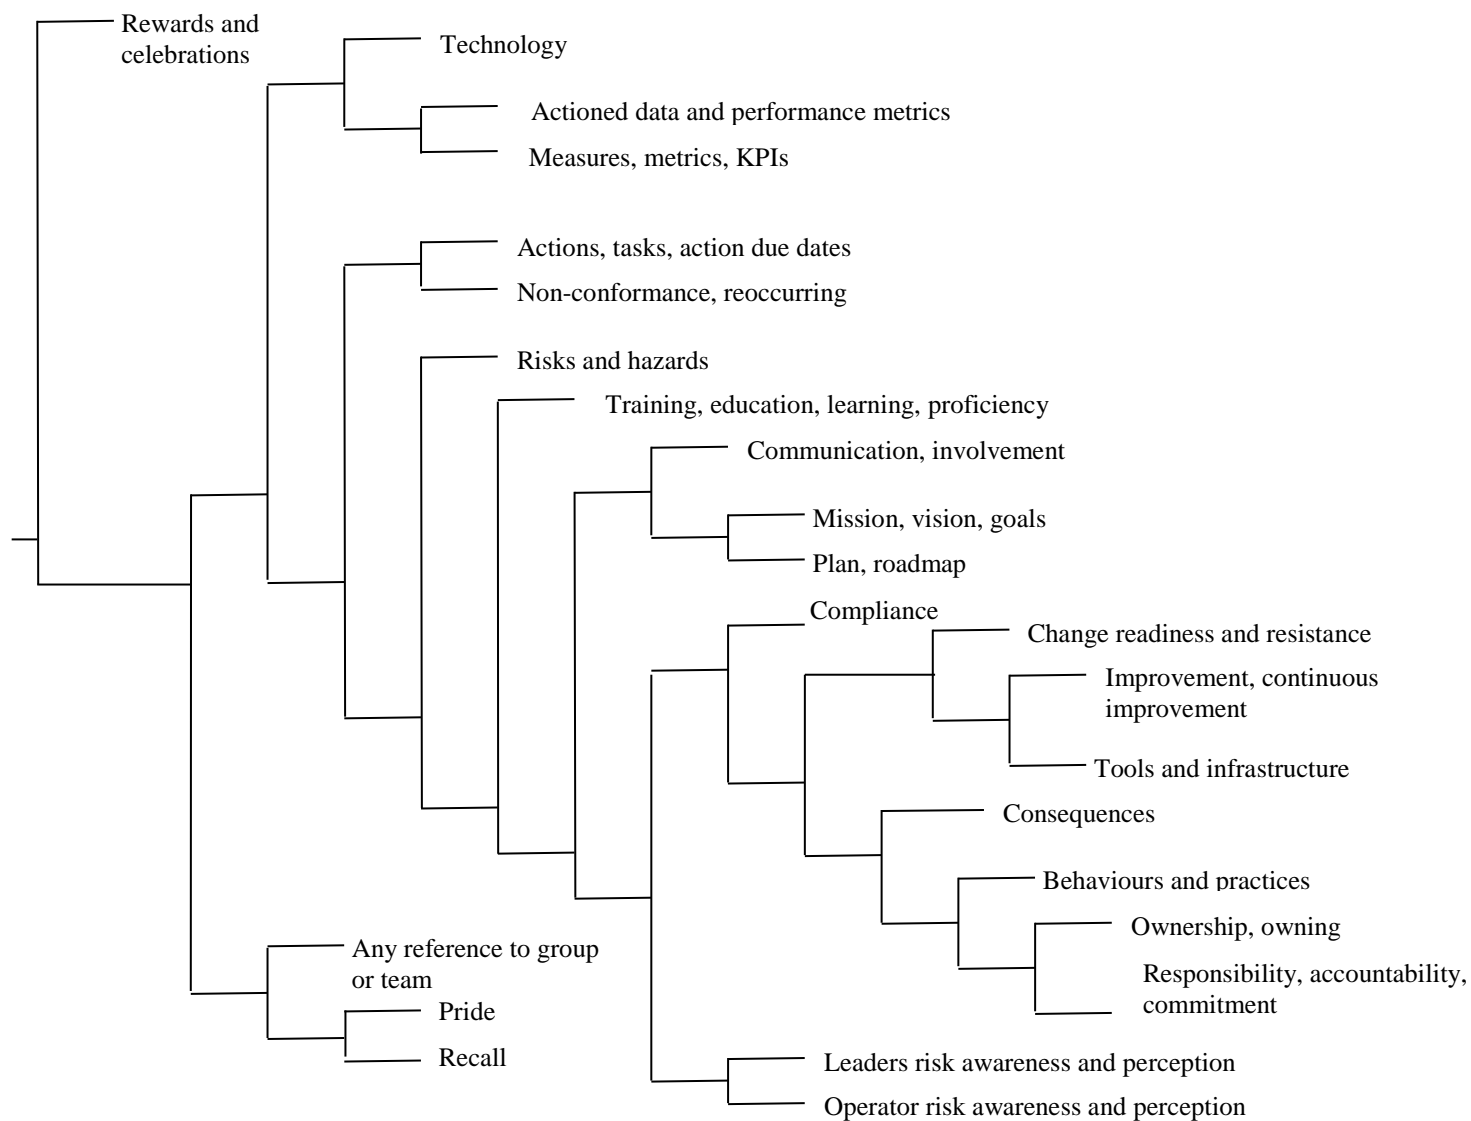 Rewards and
celebrations
Technology
Actioned data and performance metrics
Measures, metrics, KPIs
Actions, tasks, action due dates
Non-conformance, reoccurring
Risks and hazards
Training, education, learning, proficiency
Communication, involvement
Mission, vision, goals
Plan, roadmap
Compliance
Change readiness and resistance
Improvement, continuous
improvement
Tools and infrastructure
Consequences
Behaviours and practices
Ownership, owning
Any reference to group
or team
Responsibility, accountability,
commitment
Pride
Recall
Leaders risk awareness and perception
Operator risk awareness and perception